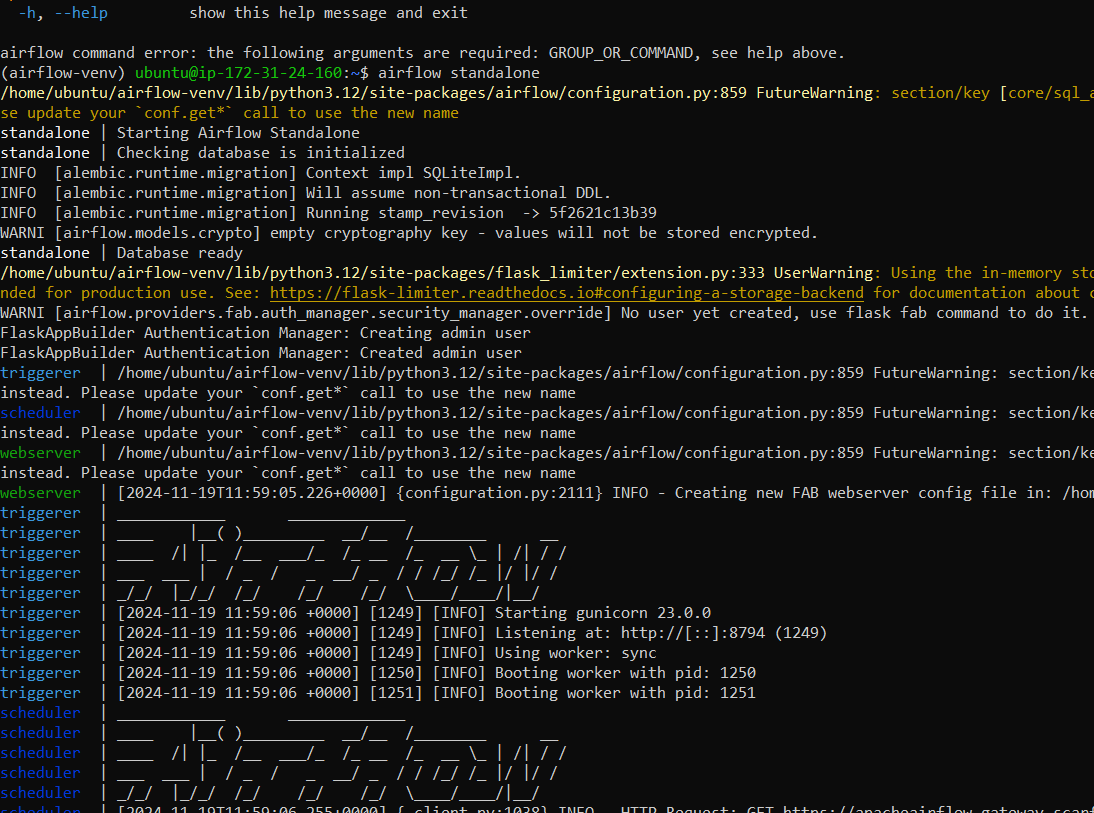 -h, --help         show this help message and exit
airflow command error: the following arguments are required: GROUP_OR_COMMAND, see help above.
(airflow-venv) ubuntu@ip-172-31-24-160:~$ airflow standalone
/home/ubuntu/airflow-venv/lib/python3.12/site-packages/airflow/configuration.py:859 FutureWarning: section/key [core/sql_a
se update your `conf.get*` call to use the new name
standalone | Starting Airflow Standalone
standalone | Checking database is initialized
INFO  [alembic.runtime.migration] Context impl SQLiteImpl.
INFO  [alembic.runtime.migration] Will assume non-transactional DDL.
INFO  [alembic.runtime.migration] Running stamp_revision  -> 5f2621c13b39
WARNI [airflow.models.crypto] empty cryptography key - values will not be stored encrypted.
standalone | Database ready
/home/ubuntu/airflow-venv/lib/python3.12/site-packages/flask_limiter/extension.py:333 UserWarning: Using the in-memory sto
nded for production use. See: https://flask-limiter.readthedocs.io#configuring-a-storage-backend for documentation about c
WARNI [airflow.providers.fab.auth_manager.security_manager.override] No user yet created, use flask fab command to do it.
FlaskAppBuilder Authentication Manager: Creating admin user
FlaskAppBuilder Authentication Manager: Created admin user
triggerer  | /home/ubuntu/airflow-venv/lib/python3.12/site-packages/airflow/configuration.py:859 FutureWarning: section/ke
instead. Please update your `conf.get*` call to use the new name
scheduler  | /home/ubuntu/airflow-venv/lib/python3.12/site-packages/airflow/configuration.py:859 FutureWarning: section/ke
instead. Please update your `conf.get*` call to use the new name
webserver  | /home/ubuntu/airflow-venv/lib/python3.12/site-packages/airflow/configuration.py:859 FutureWarning: section/ke
instead. Please update your `conf.get*` call to use the new name
webserver  | [2024-11-19T11:59:05.226+0000] {configuration.py:2111} INFO - Creating new FAB webserver config file in: /hom
triggerer  |  ____________       _____________
triggerer  |  ____    |__( )_________  __/__  /________      __
triggerer  | ____  /| |_  /__  ___/_  /_ __  /_  __ \_ | /| / /
triggerer  | ___  ___ |  / _  /   _  __/ _  / / /_/ /_ |/ |/ /
triggerer  |  _/_/  |_/_/  /_/    /_/    /_/  \____/____/|__/
triggerer  | [2024-11-19 11:59:06 +0000] [1249] [INFO] Starting gunicorn 23.0.0
triggerer  | [2024-11-19 11:59:06 +0000] [1249] [INFO] Listening at: http://[::]:8794 (1249)
triggerer  | [2024-11-19 11:59:06 +0000] [1249] [INFO] Using worker: sync
triggerer  | [2024-11-19 11:59:06 +0000] [1250] [INFO] Booting worker with pid: 1250
triggerer  | [2024-11-19 11:59:06 +0000] [1251] [INFO] Booting worker with pid: 1251
scheduler  |  ____________       _____________
scheduler  |  ____    |__( )_________  __/__  /________      __
scheduler  | ____  /| |_  /__  ___/_  /_ __  /_  __ \_ | /| / /
scheduler  | ___  ___ |  / _  /   _  __/ _  / / /_/ /_ |/ |/ /
scheduler  |  _/_/  |_/_/  /_/    /_/    /_/  \____/____/|__/
scheduler  | [2024-11-19T11:59:06.255+0000] {_client.py:1038} INFO - HTTP Request: GET https://apacheairflow.gateway.scarf